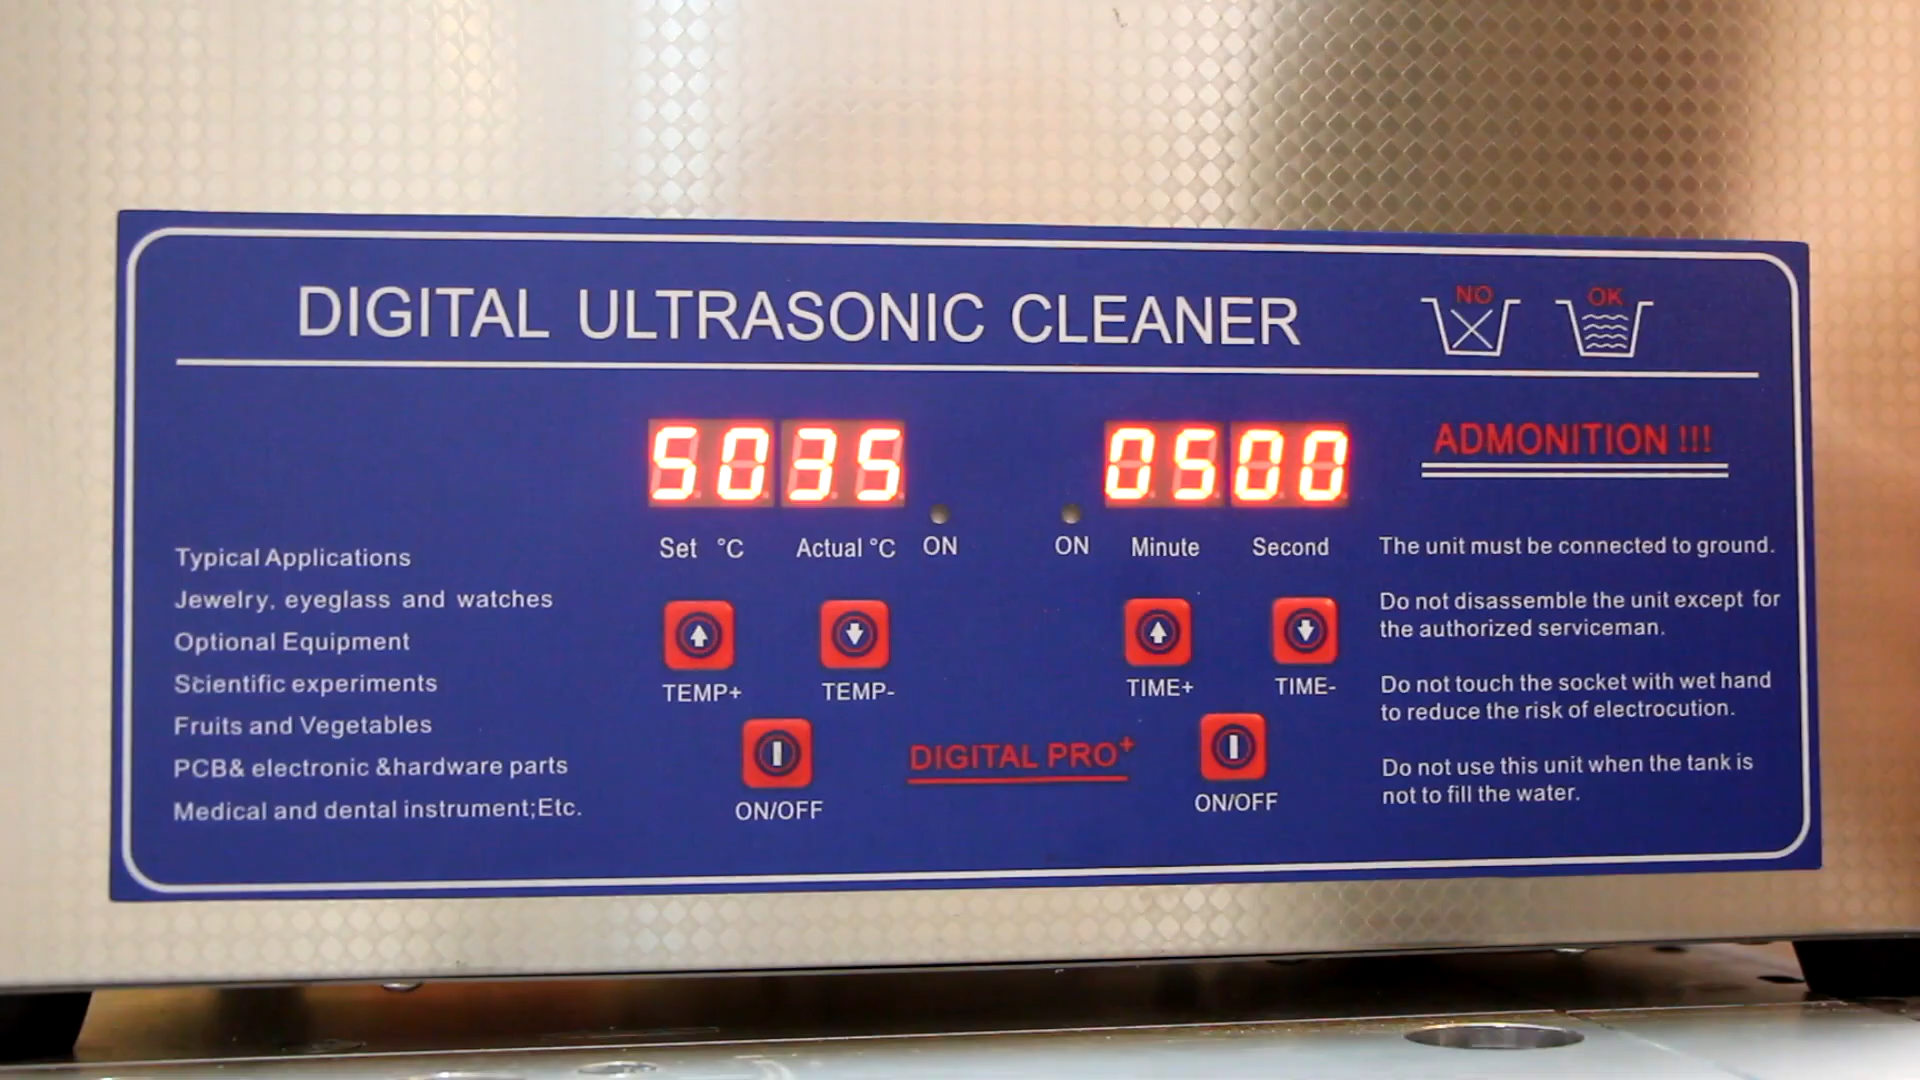 DIGITAL ULTRASONIC CLEANER
NO OK
50 35 05 00
Set °C Actual °C ON ON Minute Second
TEMP+ TEMP- TIME+ TIME-
ON/OFF ON/OFF
DIGITAL PRO+
Typical Applications
Jewelry, eyeglass and watches
Optional Equipment
Scientific experiments
Fruits and Vegetables
PCB& electronic &hardware parts
Medical and dental instrument;Etc.
ADMONITION !!!
The unit must be connected to ground.
Do not disassemble the unit except for
the authorized serviceman.
Do not touch the socket with wet hand
to reduce the risk of electrocution.
Do not use this unit when the tank is
not to fill the water.